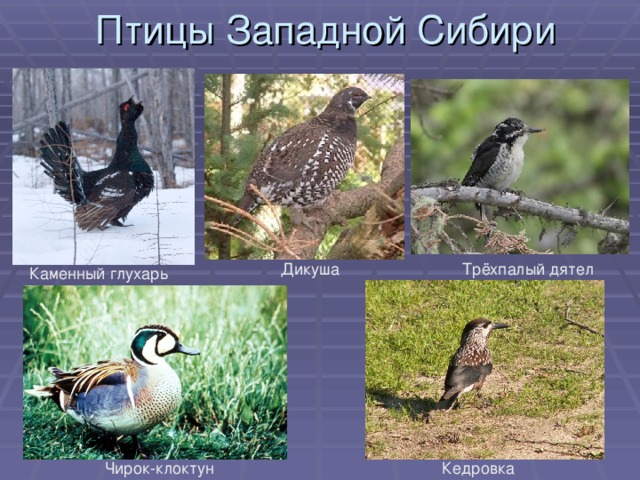 Птицы Западной Сибири
Каменный глухарь
Дикуша
Трёхпалый дятел
Чирок-клоктун
Кедровка